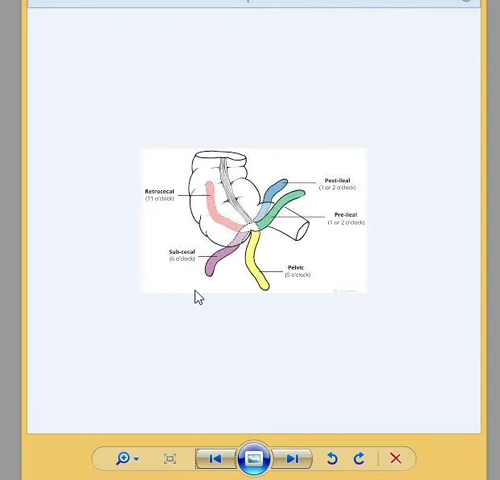 Post-ileal
(1 or 2 o'clock)
Retrocecal
(11 o'clock)
Pre-ileal
(1 or 2 o'clock)
Sub-cecal
(6 o'clock)
Pelvic
(5 o'clock)